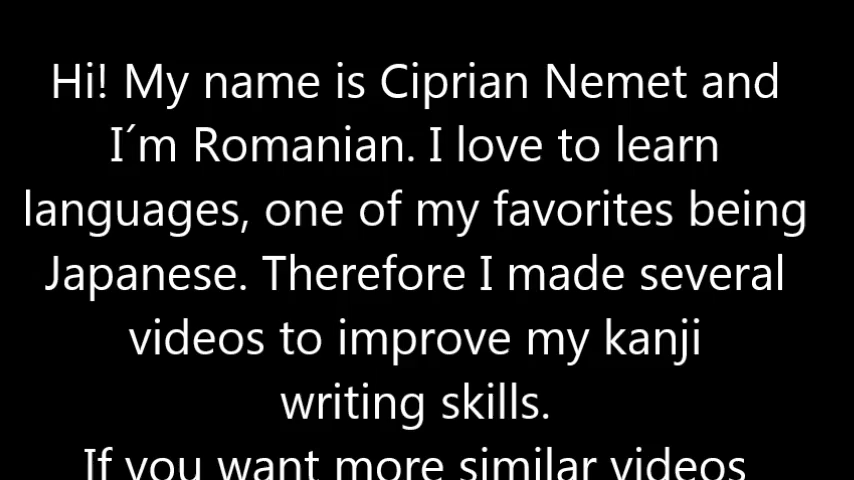 Hi! My name is Ciprian Nemet and
I´m Romanian. I love to learn
languages, one of my favorites being
Japanese. Therefore I made several
videos to improve my kanji
writing skills.
If you want more similar videos